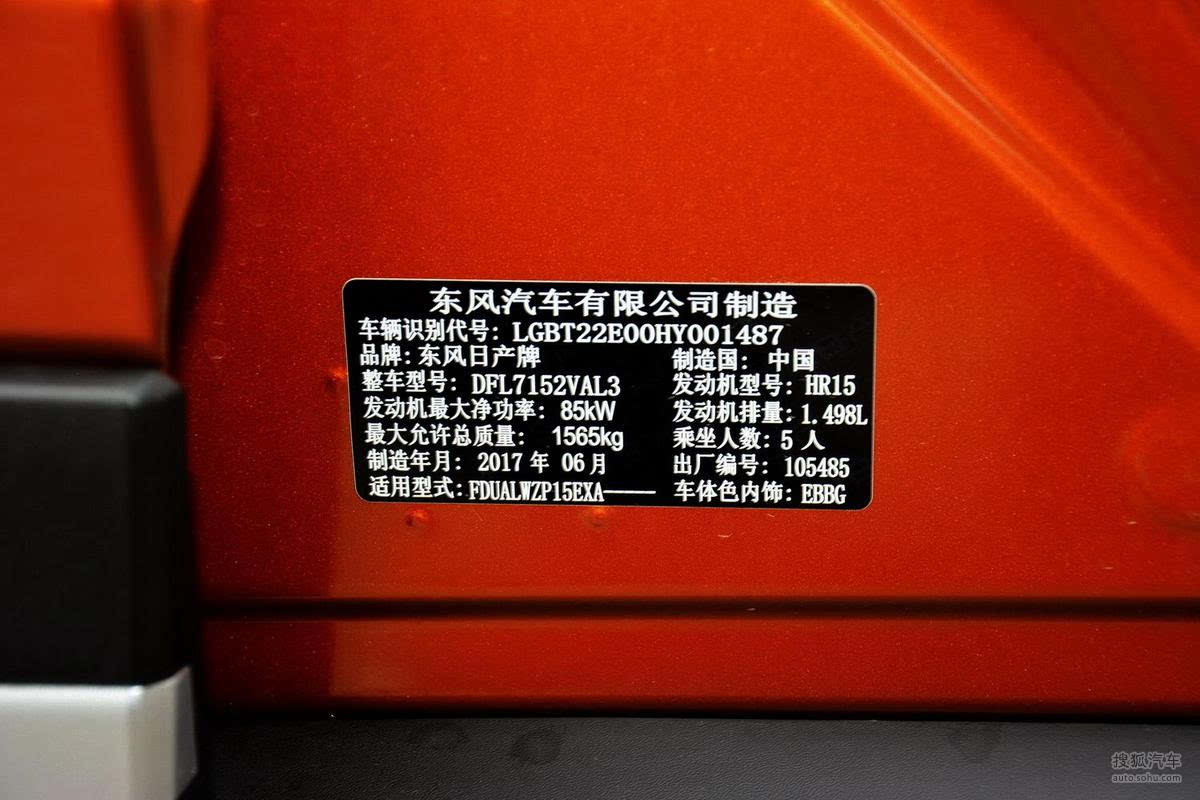 东风汽车有限公司制造
车辆识别代号: LGBT22E00HY001487
品牌: 东风日产牌 制造国: 中国
整车型号: DFL7152VAL3 发动机型号: HR15
发动机最大净功率: 85kW 发动机排量: 1.498L
最大允许总质量: 1565kg 乘坐人数: 5 人
制造年月: 2017 年 06 月 出厂编号: 105485
适用型式: FDUALWZP15EXA—— 车体色内饰: EBBG
搜狐汽车
auto.sohu.com